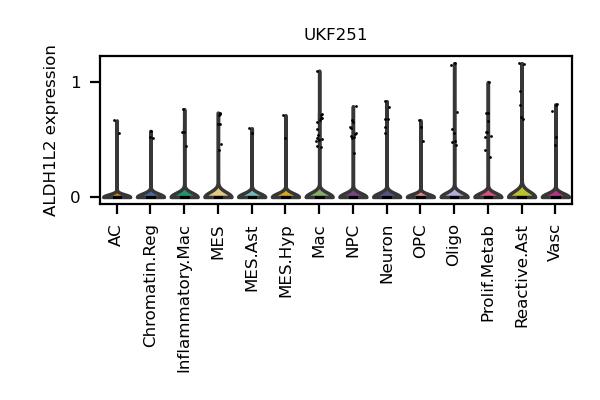 UKF251
ALDH1L2 expression
1
0
AC
Chromatin.Reg
Inflammatory.Mac
MES
MES.Ast
MES.Hyp
Mac
NPC
Neuron
OPC
Oligo
Prolif.Metab
Reactive.Ast
Vasc